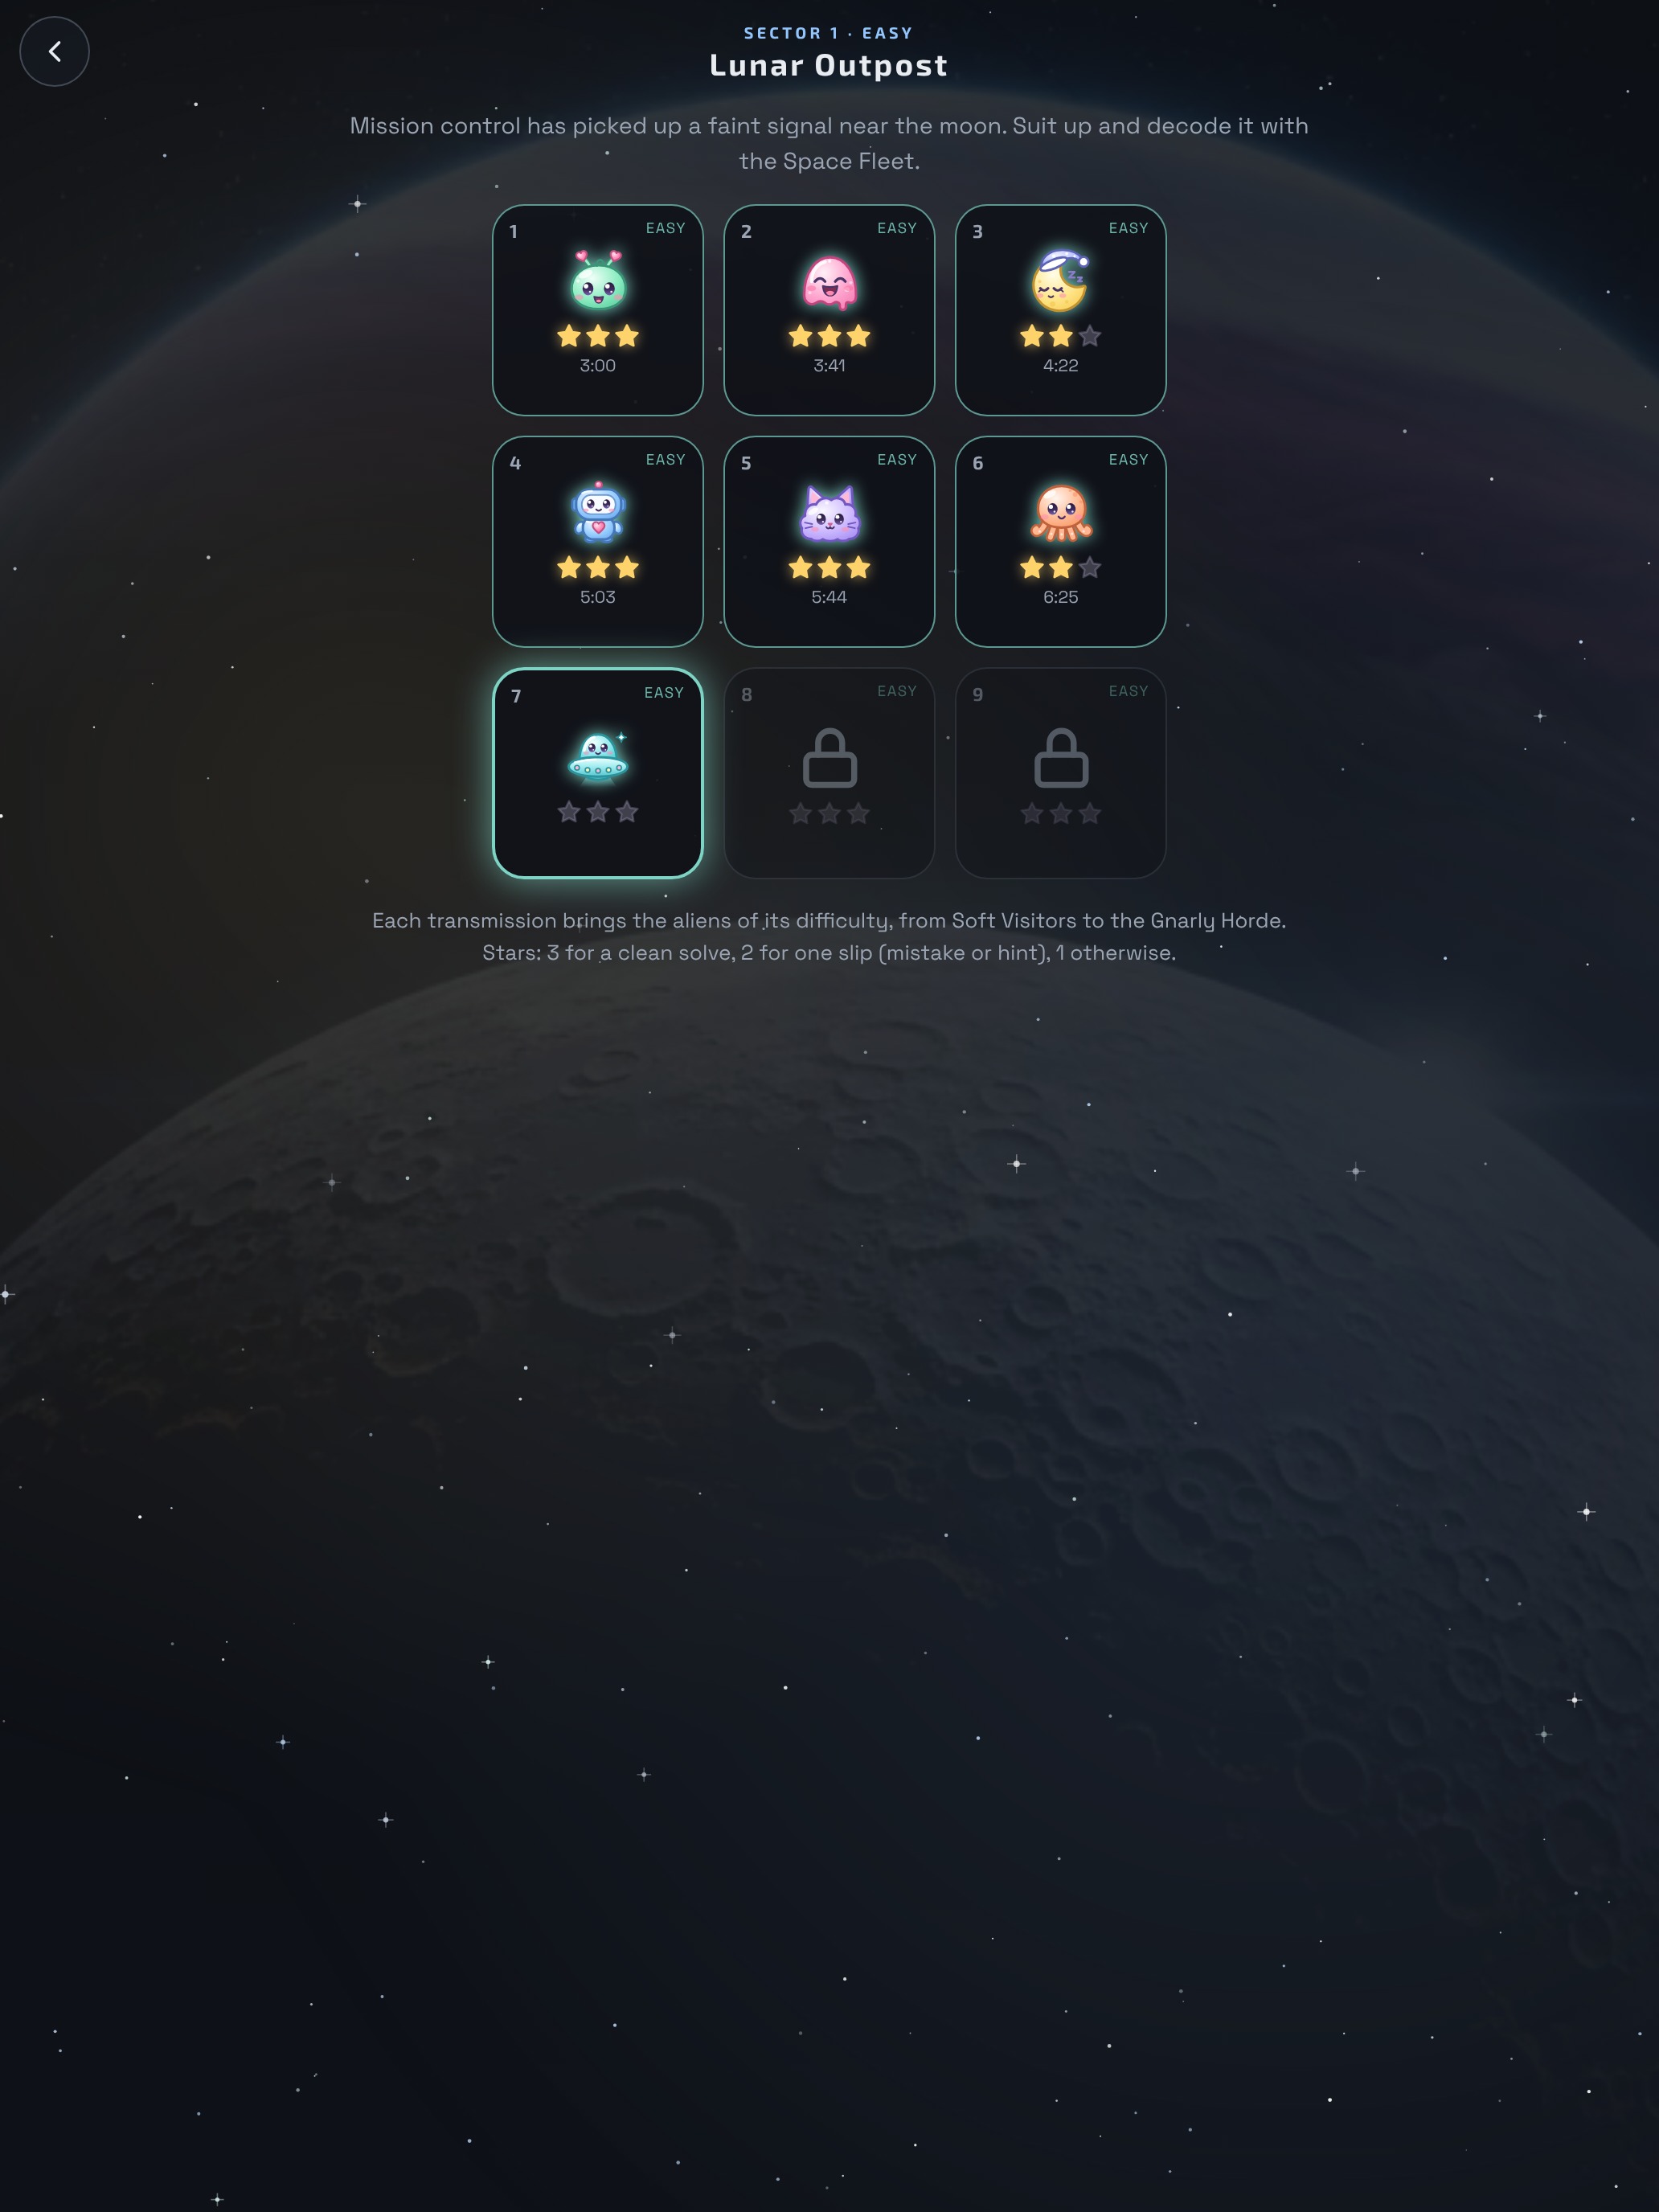 SECTOR 1 · EASY
Lunar Outpost
Mission control has picked up a faint signal near the moon. Suit up and decode it with
the Space Fleet.
1 EASY
3:00
2 EASY
3:41
3 EASY
z z
4:22
4 EASY
5:03
5 EASY
5:44
6 EASY
6:25
7 EASY
8 EASY
9 EASY
Each transmission brings the aliens of its difficulty, from Soft Visitors to the Gnarly Horde.
Stars: 3 for a clean solve, 2 for one slip (mistake or hint), 1 otherwise.